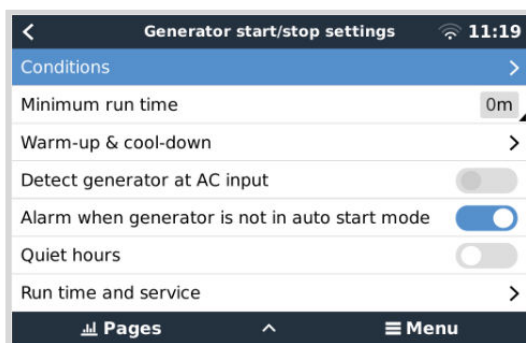 Generator start/stop settings 11:19
Conditions
Minimum run time 0m
Warm-up & cool-down
Detect generator at AC input
Alarm when generator is not in auto start mode
Quiet hours
Run time and service
Pages Menu